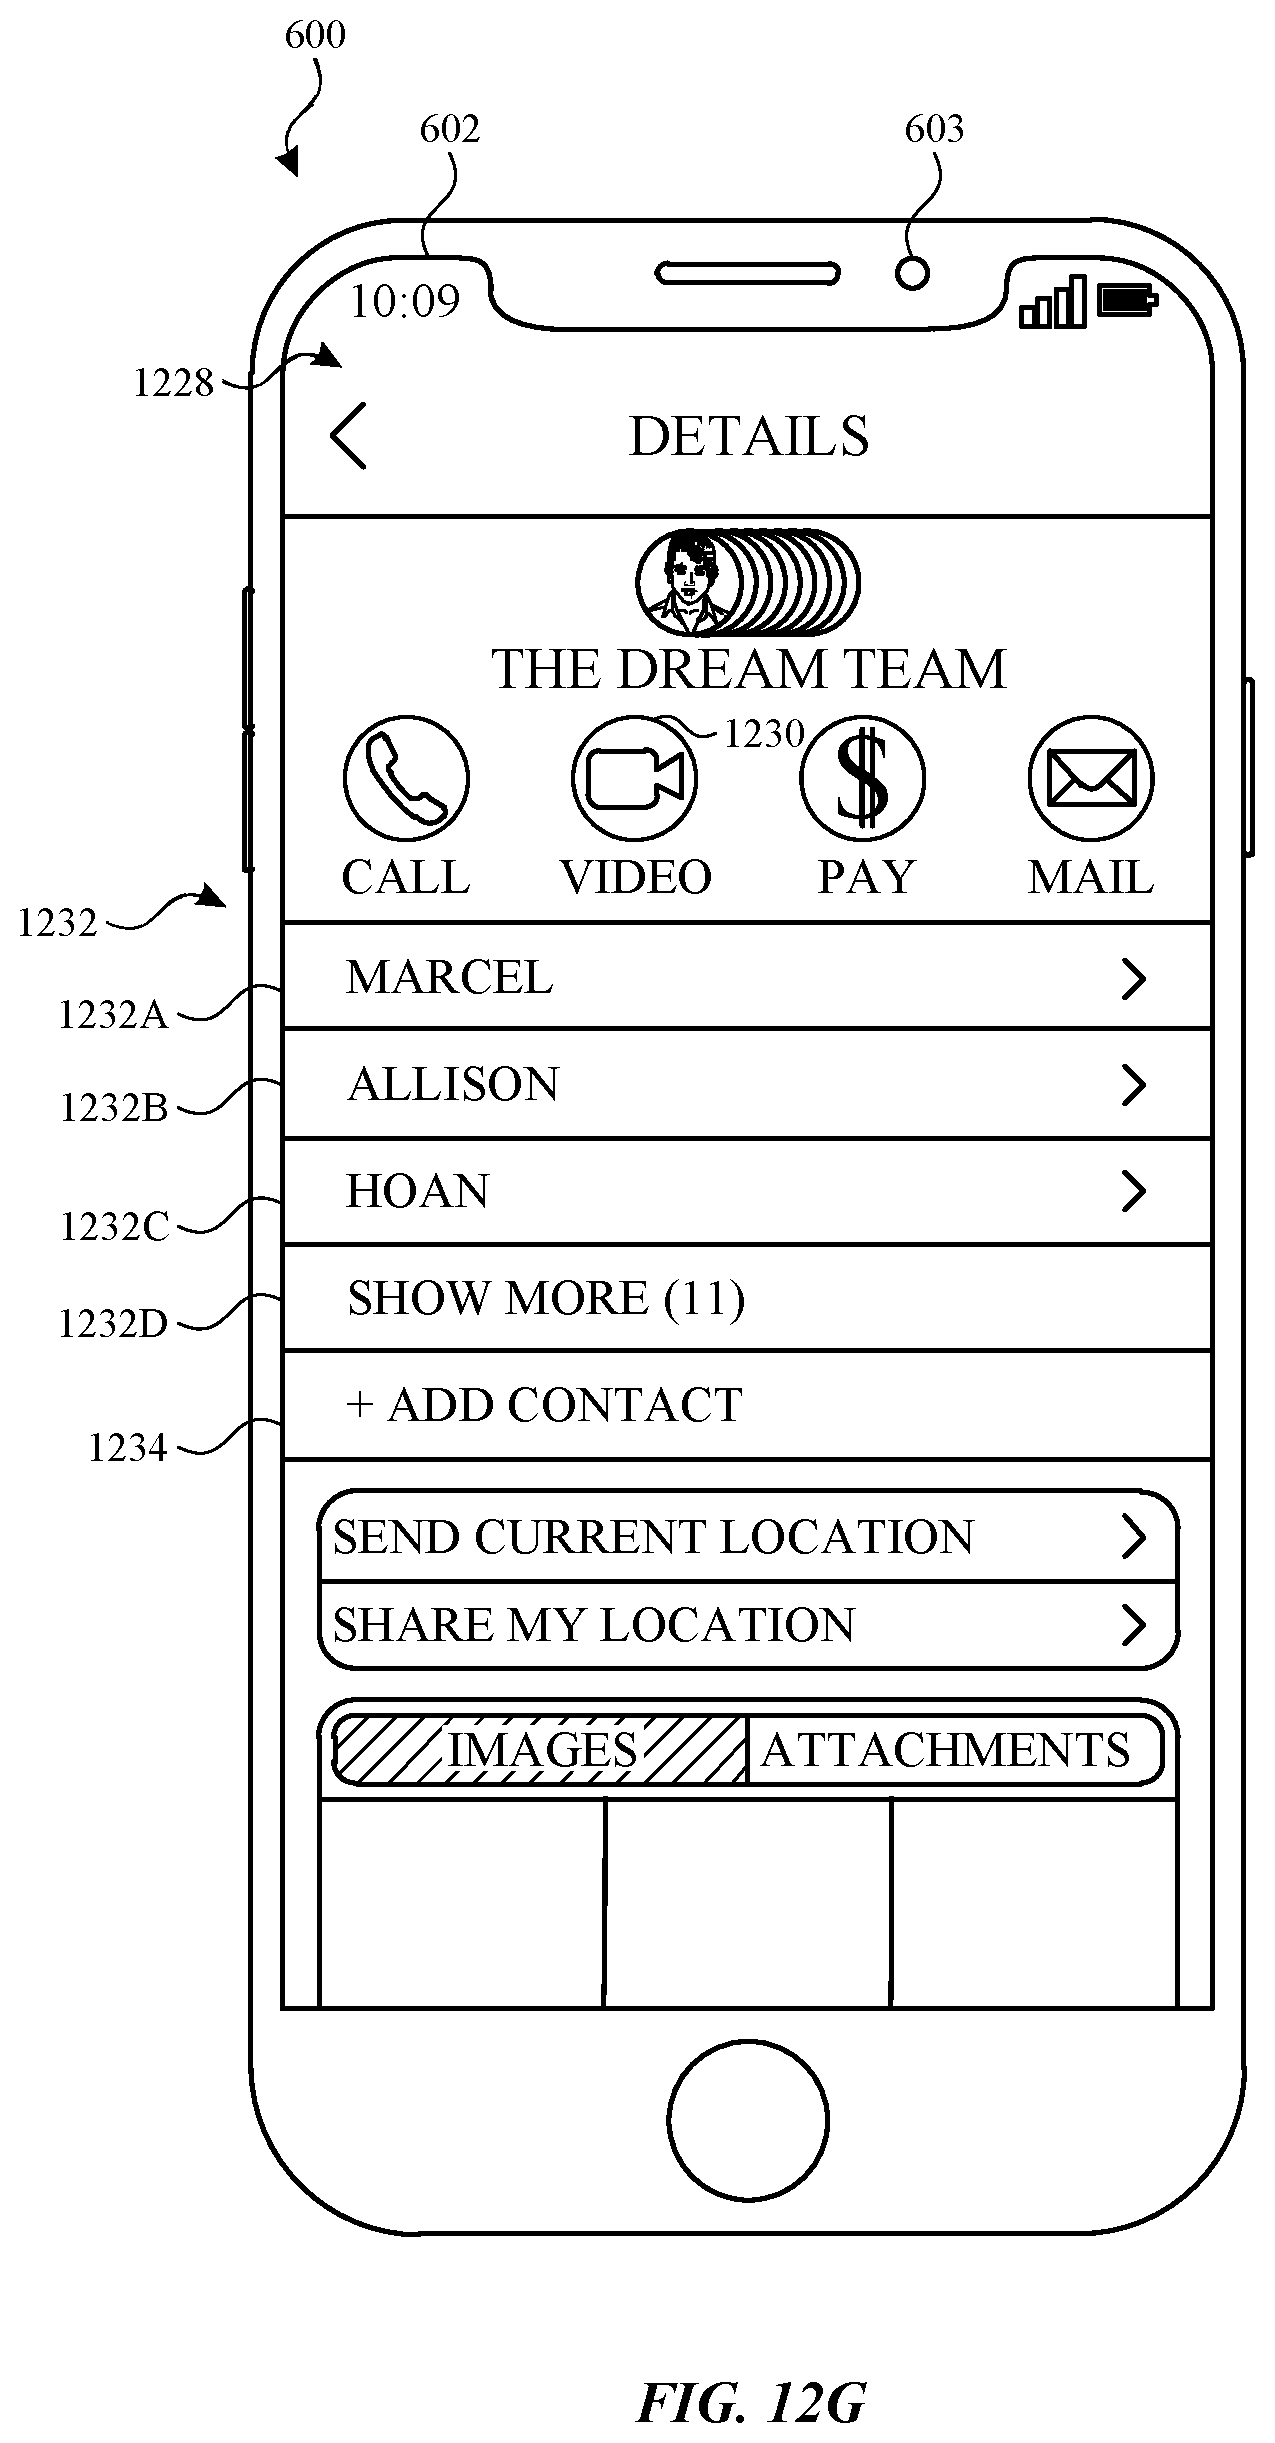 600
602
603
10:09
1228
DETAILS
THE DREAM TEAM
1230
$
CALL VIDEO PAY MAIL
1232
MARCEL
1232A
ALLISON
1232B
HOAN
1232C
SHOW MORE (11)
1232D
+ ADD CONTACT
1234
SEND CURRENT LOCATION
SHARE MY LOCATION
IMAGES ATTACHMENTS
FIG. 12G